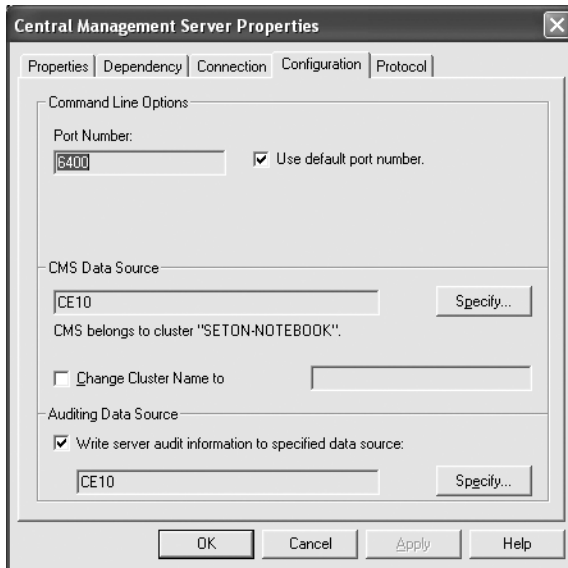 Central Management Server Properties
Properties Dependency Connection Configuration Protocol
Command Line Options
Port Number:
6400
Use default port number.
CMS Data Source
CE10
Specify...
CMS belongs to cluster "SETON-NOTEBOOK".
Change Cluster Name to
Auditing Data Source
Write server audit information to specified data source:
CE10
Specify...
OK Cancel Apply Help